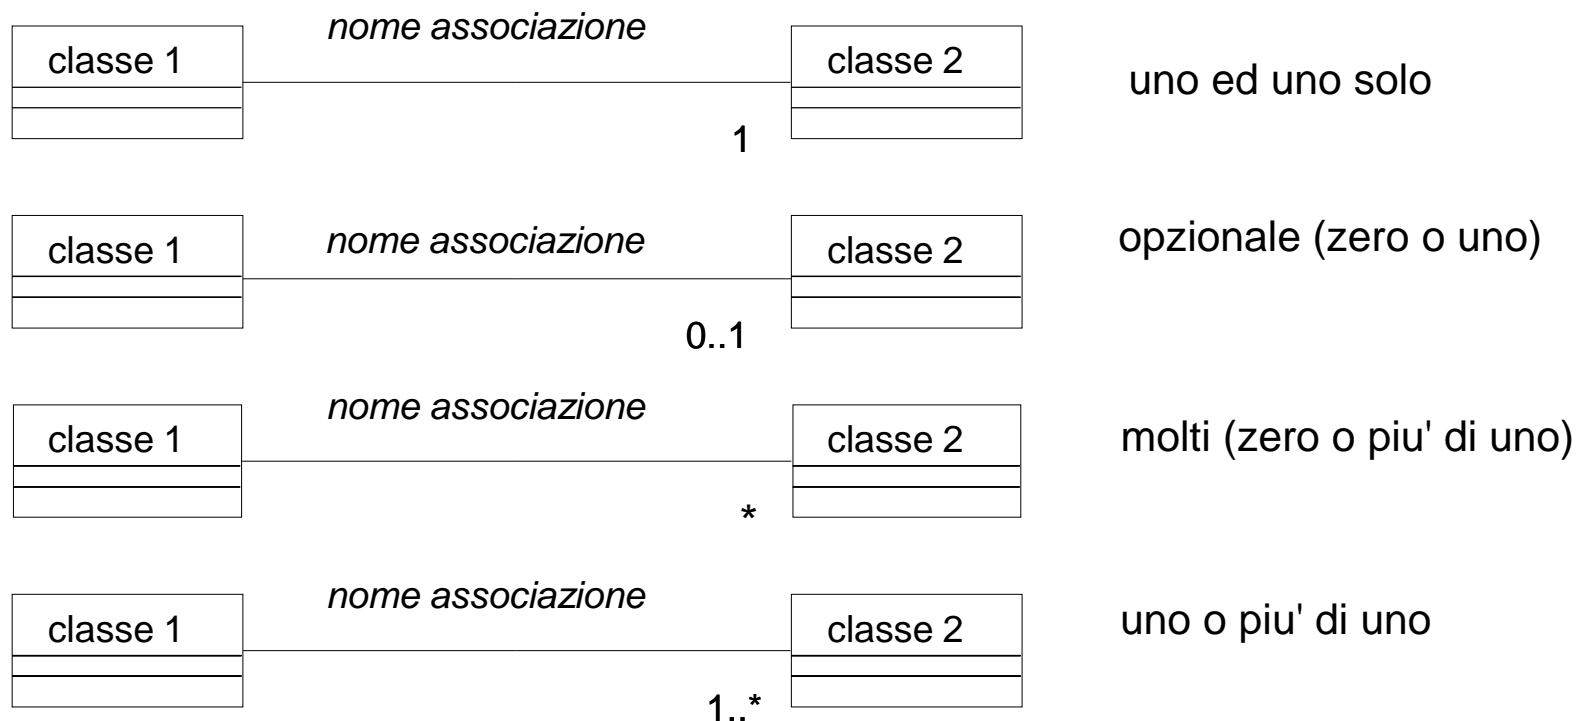 nome associazione
classe 1
classe 2
uno ed uno solo
1
classe 1
nome associazione
classe 2
opzionale (zero o uno)
0..1
nome associazione
classe 1
classe 2
molti (zero o piu' di uno)
*
nome associazione
classe 1
classe 2
uno o piu' di uno
1..*